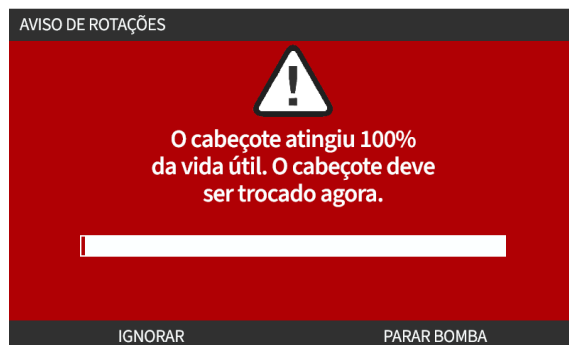 AVISO DE ROTAÇÕES
!
O cabeçote atingiu 100%
da vida útil. O cabeçote deve
ser trocado agora.
IGNORAR
PARAR BOMBA